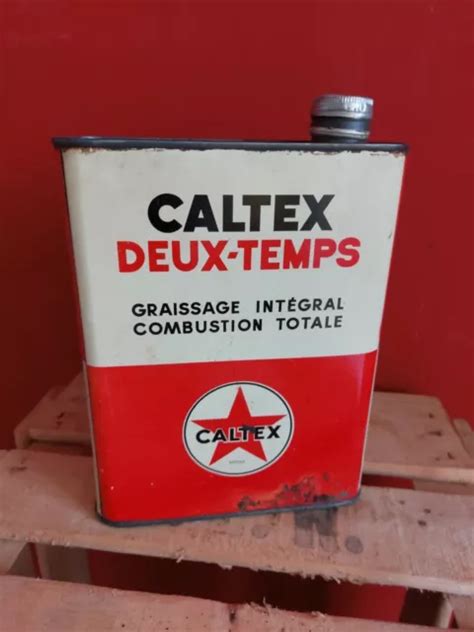 CALTEX
DEUX-TEMPS
GRAISSAGE INTÉGRAL
COMBUSTION TOTALE
CALTEX